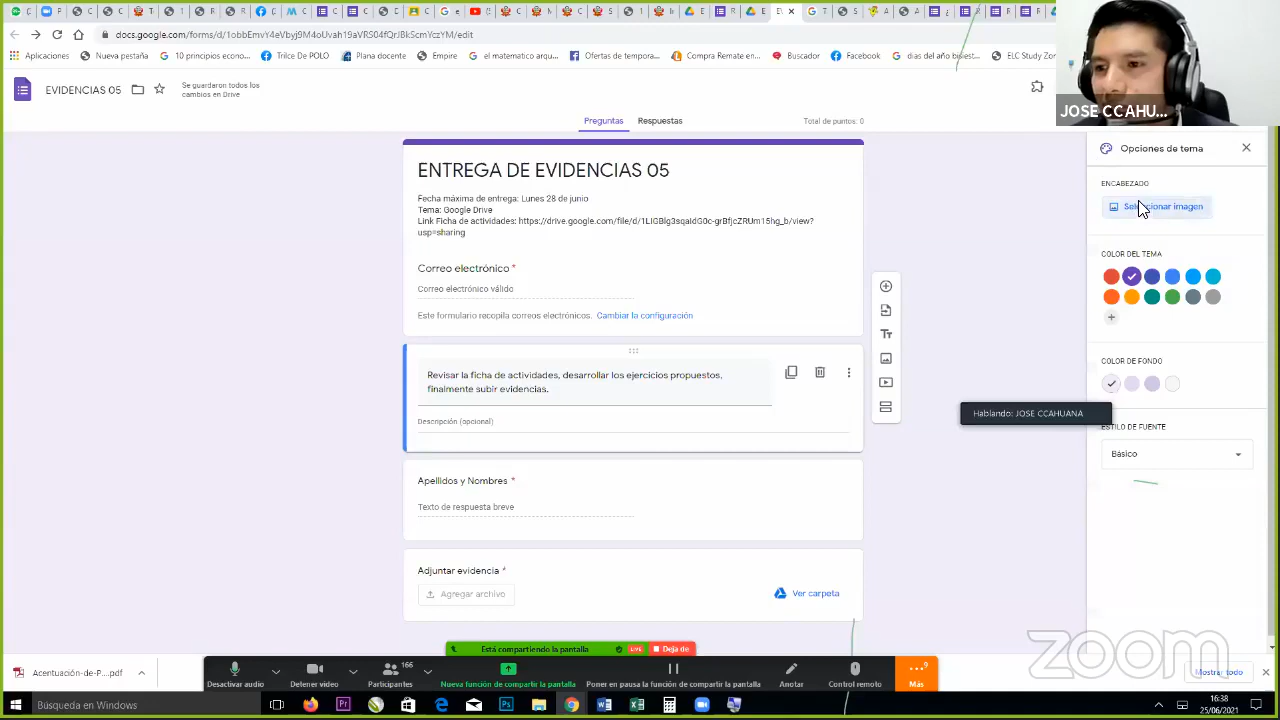 docs.google.com/forms/d/1obbEmvY4eVbyj9M4oUvah19aVRS04fQrJBkScmYczYM/edit
Aplicaciones
Nueva pestaña
10 principios econo...
Trilce De POLO
Plana docente
Empire
el matematico argu...
Ofertas de tempora...
Compra Remate en...
Buscador
Facebook
dias del año bisiest...
ELC Study Zon
EVIDENCIAS 05
Se guardaron todos los
cambios en Drive
JOSE CCAHU...
Preguntas
Respuestas
Total de puntos: 0
ENTREGA DE EVIDENCIAS 05
Fecha máxima de entrega: Lunes 28 de junio
Tema: Google Drive
Link Ficha de actividades: https://drive.google.com/file/d/1LIGBlg3sqaldG0c-grBfjcZRUm15hg_b/view?
usp=sharing
Correo electrónico *
Correo electrónico válido
Este formulario recopila correos electrónicos. Cambiar la configuración
Revisar la ficha de actividades, desarrollar los ejercicios propuestos,
finalmente subir evidencias.
Descripción (opcional)
Apellidos y Nombres *
Texto de respuesta breve
Adjuntar evidencia *
Agregar archivo
Ver carpeta
Opciones de tema
ENCABEZADO
Seleccionar imagen
COLOR DEL TEMA
COLOR DE FONDO
Hablando: JOSE CCAHUANA
ESTILO DE FUENTE
Básico
zoom
Está compartiendo la pantalla
LIVE
Deja de
Acentuación-de-P....pdf
166
9
Desactivar audio
Detener video
Participantes
Nueva función de compartir la pantalla
Poner en pausa la función de compartir la pantalla
Anotar
Control remoto
Más
Mostrar todo
Búsqueda en Windows
16:38
25/06/2021